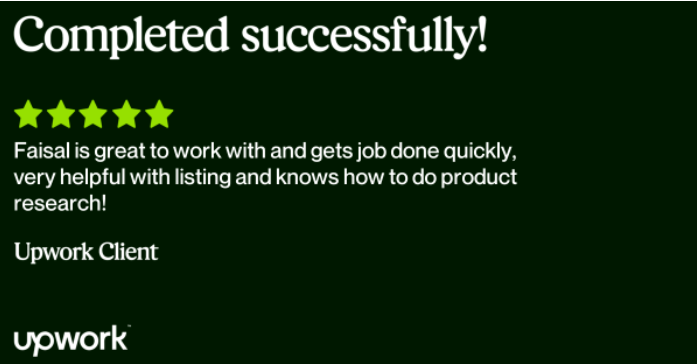 Completed successfully!
Faisal is great to work with and gets job done quickly,
very helpful with listing and knows how to do product
research!
Upwork Client
upwork™